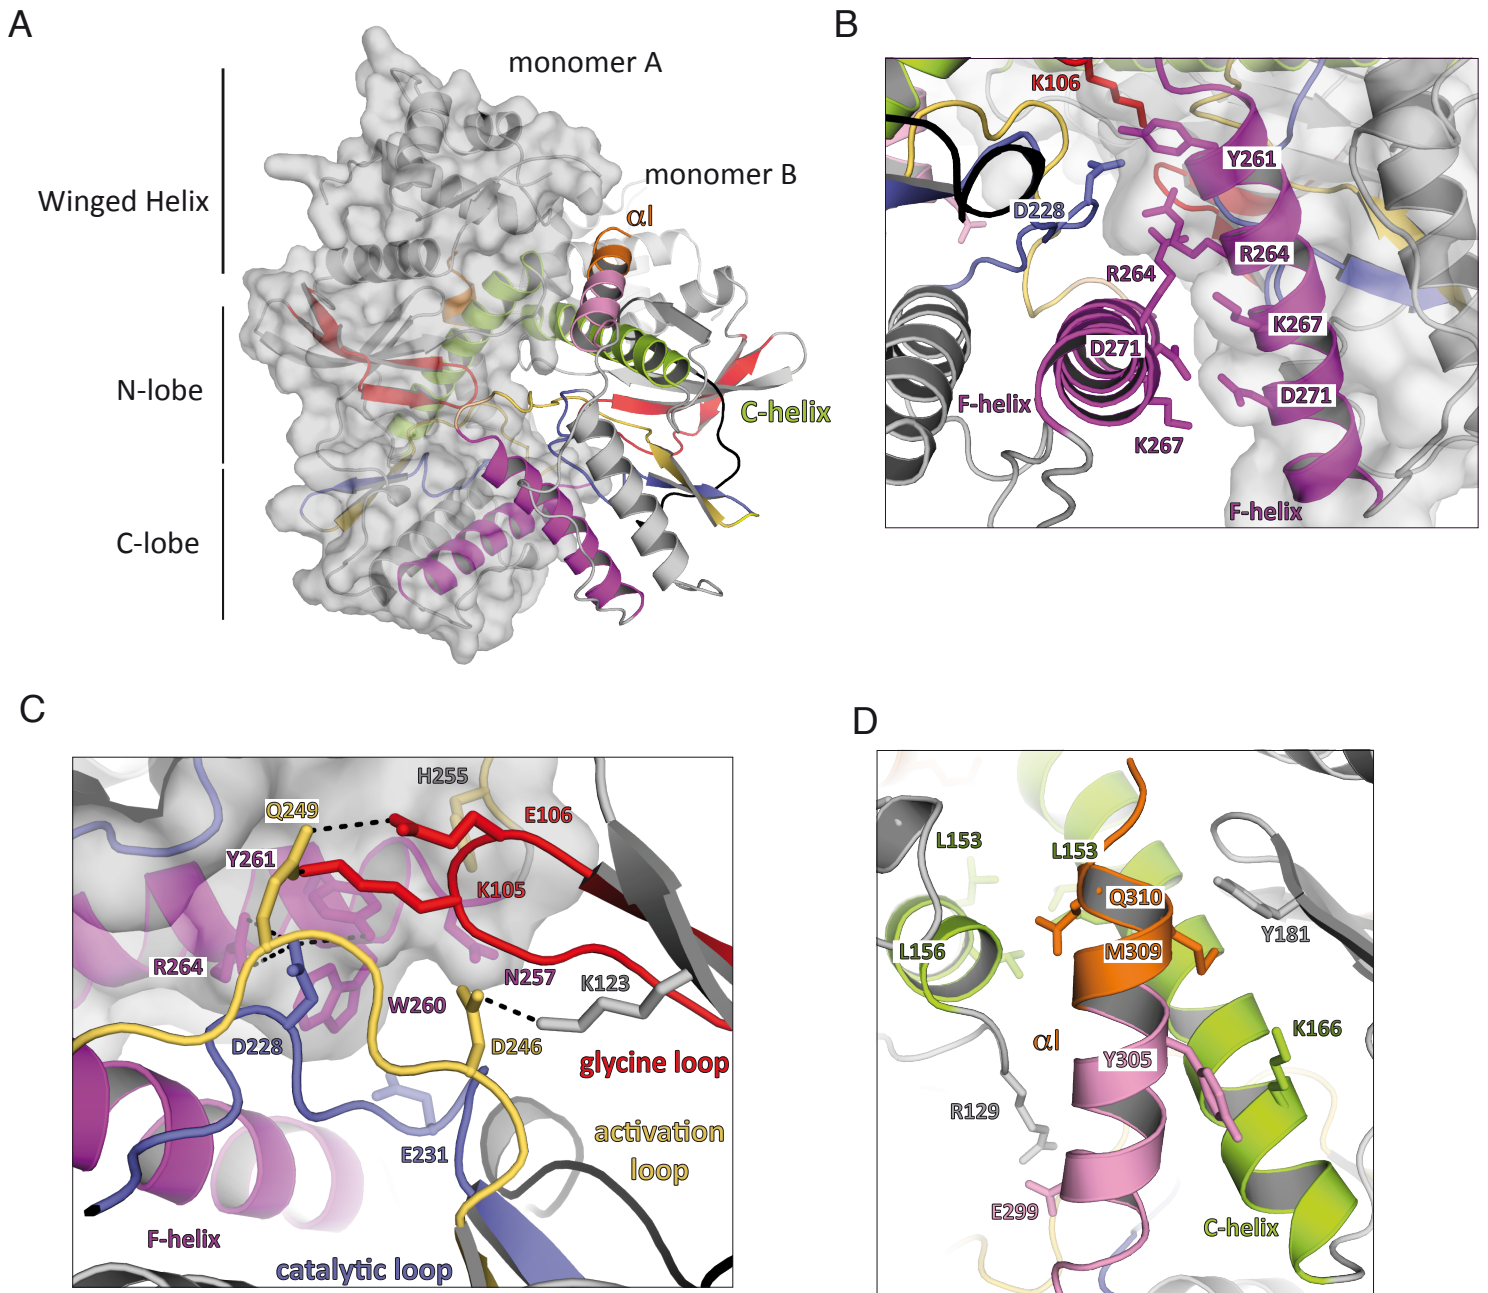 A
monomer A
Winged Helix
monomer B
αI
N-lobe
C-helix
C-lobe
B
K106
Y261
D228
R264
R264
K267
D271
D271
F-helix
K267
F-helix
C
H255
Q249
E106
Y261
K105
R264
N257
K123
W260
D228
D246
glycine loop
activation
loop
E231
F-helix
catalytic loop
D
L153
L153
Q310
Y181
L156
M309
K166
αI
Y305
R129
E299
C-helix